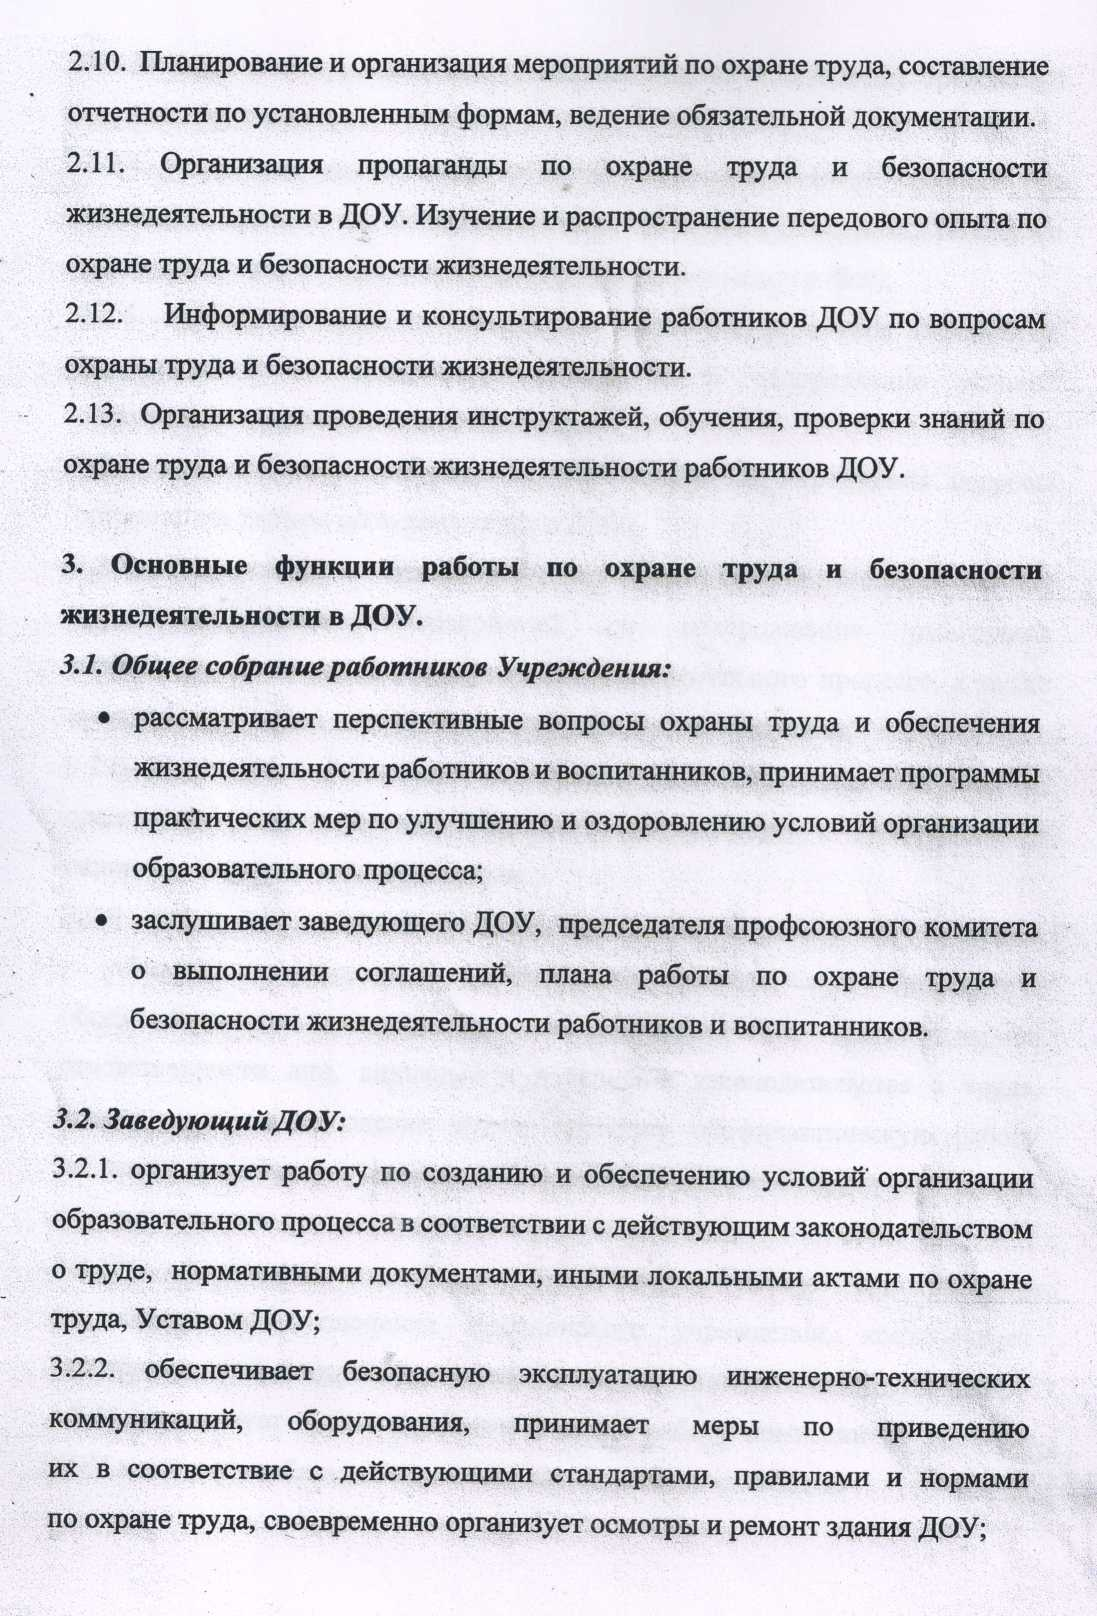 2.10. Планирование и организация мероприятий по охране труда, составление
отчетности по установленным формам, ведение обязательной документации.
2.11. Организация пропаганды по охране труда и безопасности
жизнедеятельности в ДОУ. Изучение и распространение передового опыта по
охране труда и безопасности жизнедеятельности.
2.12. Информирование и консультирование работников ДОУ по вопросам
охраны труда и безопасности жизнедеятельности.
2.13. Организация проведения инструктажей, обучения, проверки знаний по
охране труда и безопасности жизнедеятельности работников ДОУ.
3. Основные функции работы по охране труда и безопасности
жизнедеятельности в ДОУ.
3.1. Общее собрание работников Учреждения:
• рассматривает перспективные вопросы охраны труда и обеспечения
жизнедеятельности работников и воспитанников, принимает программы
практических мер по улучшению и оздоровлению условий организации
образовательного процесса;
• заслушивает заведующего ДОУ, председателя профсоюзного комитета
о выполнении соглашений, плана работы по охране труда и
безопасности жизнедеятельности работников и воспитанников.
3.2. Заведующий ДОУ:
3.2.1. организует работу по созданию и обеспечению условий организации
образовательного процесса в соответствии с действующим законодательством
о труде, нормативными документами, иными локальными актами по охране
труда, Уставом ДОУ;
3.2.2. обеспечивает безопасную эксплуатацию инженерно-технических
коммуникаций, оборудования, принимает меры по приведению
их в соответствие с действующими стандартами, правилами и нормами
по охране труда, своевременно организует осмотры и ремонт здания ДОУ;